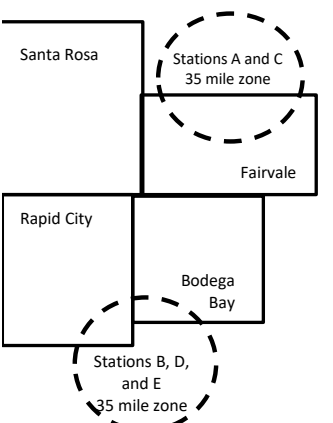 Santa Rosa
Stations A and C
35 mile zone
Fairvale
Rapid City
Bodega
Bay
Stations B, D,
and E
35 mile zone